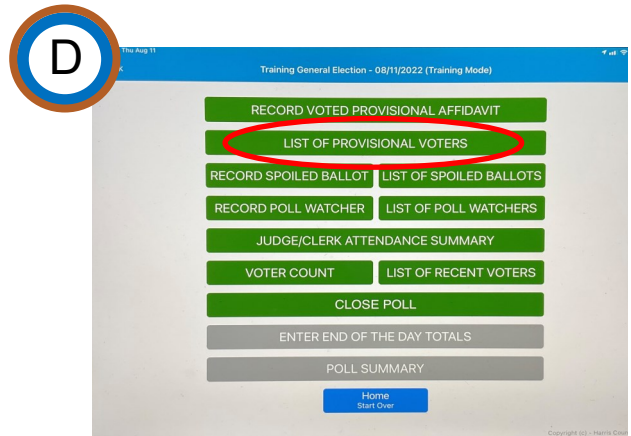 D
Thu Aug 11
Training General Election - 08/11/2022 (Training Mode)
RECORD VOTED PROVISIONAL AFFIDAVIT
LIST OF PROVISIONAL VOTERS
RECORD SPOILED BALLOT LIST OF SPOILED BALLOTS
RECORD POLL WATCHER LIST OF POLL WATCHERS
JUDGE/CLERK ATTENDANCE SUMMARY
VOTER COUNT LIST OF RECENT VOTERS
CLOSE POLL
ENTER END OF THE DAY TOTALS
POLL SUMMARY
Home
Start Over
Copyright (c) - Harris Coun